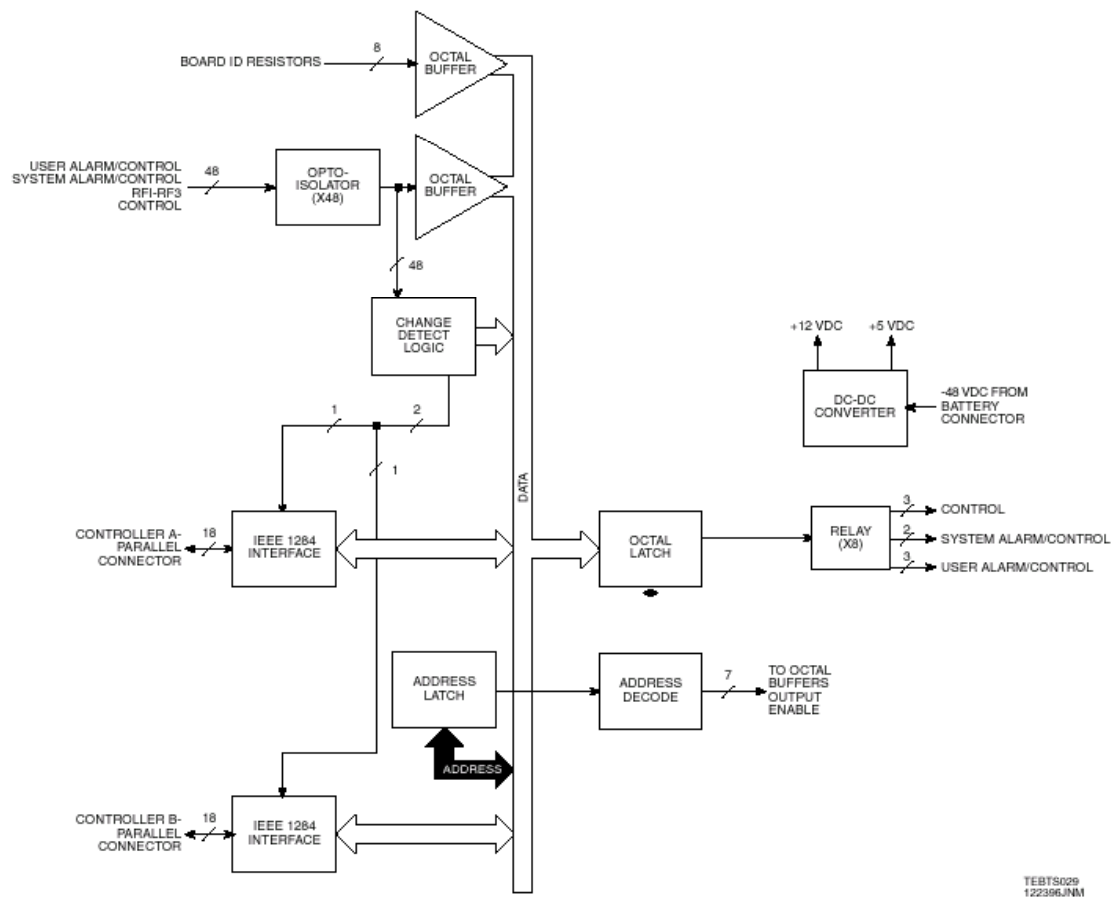 BOARD ID RESISTORS
8
OCTAL
BUFFER
USER ALARM/CONTROL
SYSTEM ALARM/CONTROL
RFI-RF3
CONTROL
48
OPTO-
ISOLATOR
(X48)
OCTAL
BUFFER
48
CHANGE
DETECT
LOGIC
+12 VDC
+5 VDC
DC-DC
CONVERTER
-48 VDC FROM
BATTERY
CONNECTOR
1
2
1
DATA
CONTROLLER A-
PARALLEL
CONNECTOR
18
IEEE 1284
INTERFACE
OCTAL
LATCH
RELAY
(X8)
3
CONTROL
2
SYSTEM ALARM/CONTROL
3
USER ALARM/CONTROL
ADDRESS
LATCH
ADDRESS
DECODE
7
TO OCTAL
BUFFERS
OUTPUT
ENABLE
ADDRESS
CONTROLLER B-
PARALLEL
CONNECTOR
18
IEEE 1284
INTERFACE
TEBTS029
122396JNM